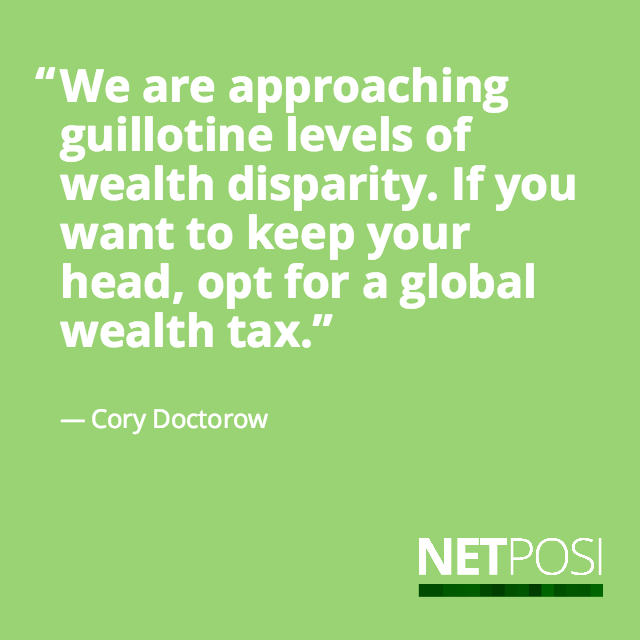 “We are approaching
guillotine levels of
wealth disparity. If you
want to keep your
head, opt for a global
wealth tax.”
— Cory Doctorow
NETPOSI